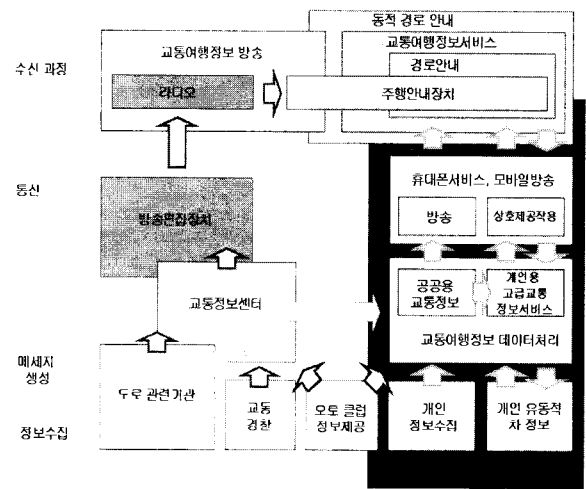 동적 경로 안내
교통여행정보 방송
교통여행정보서비스
수신 과정
경로안내
라디오
주행안내장치
통신
휴대폰서비스, 모바일방송
방송편집장치
방송
상호제공작용
교통정보센터
공공용
교통정보
개인용
고급교통
정보서비스
교통여행정보 데이터처리
메세지
생성
도로 관련기관
교통
경찰
오토 클럽
정보제공
개인
정보수집
개인 유동적
차 정보
정보수집